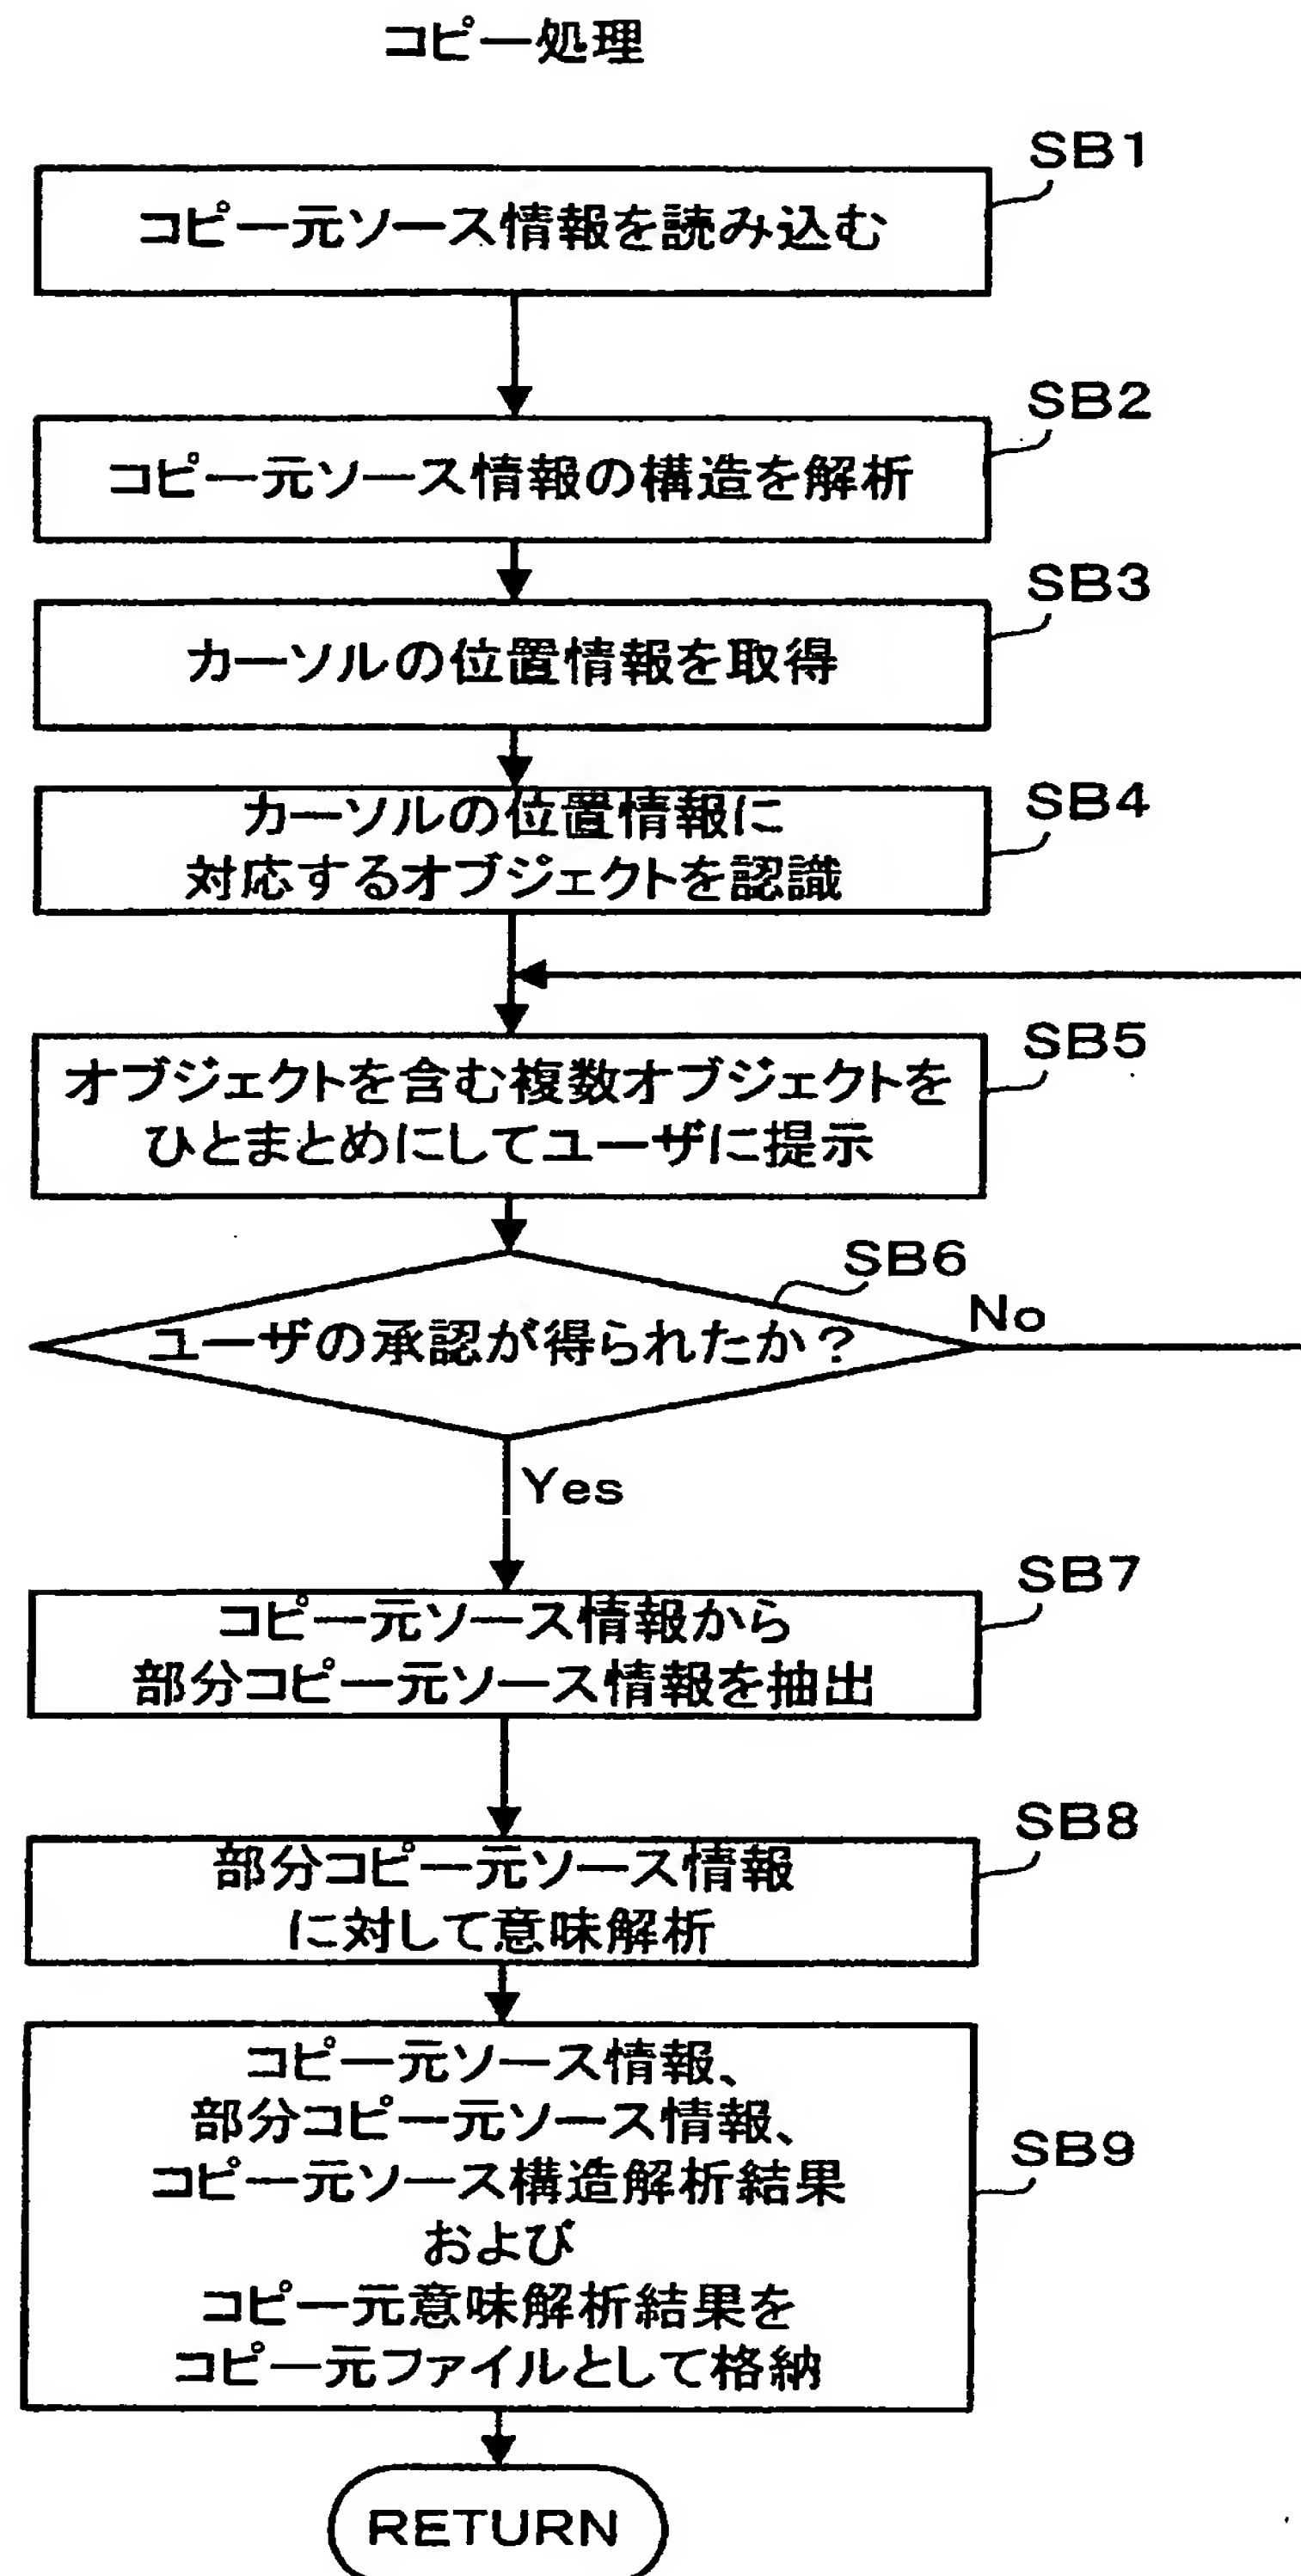 コピー処理
SB1
コピー元ソース情報を読み込む
SB2
コピー元ソース情報の構造を解析
SB3
カーソルの位置情報を取得
SB4
カーソルの位置情報に
対応するオブジェクトを認識
SB5
オブジェクトを含む複数オブジェクトを
ひとまとめにしてユーザに提示
SB6
No
ユーザの承認が得られたか？
Yes
SB7
コピー元ソース情報から
部分コピー元ソース情報を抽出
SB8
部分コピー元ソース情報
に対して意味解析
コピー元ソース情報、
部分コピー元ソース情報、
SB9
コピー元ソース構造解析結果
および
コピー元意味解析結果を
コピー元ファイルとして格納
RETURN